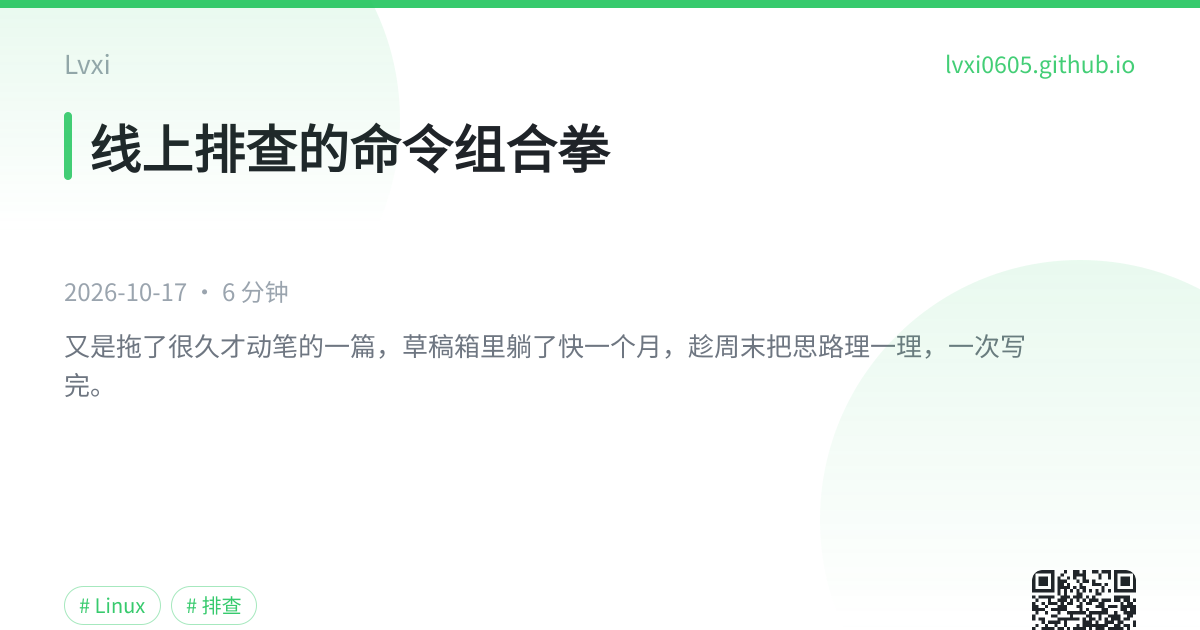 Lvxi
lvxi0605.github.io
线上排查的命令组合拳
2026-10-17 · 6 分钟
又是拖了很久才动笔的一篇，草稿箱里躺了快一个月，趁周末把思路理一理，一次写
完。
# Linux
# 排查